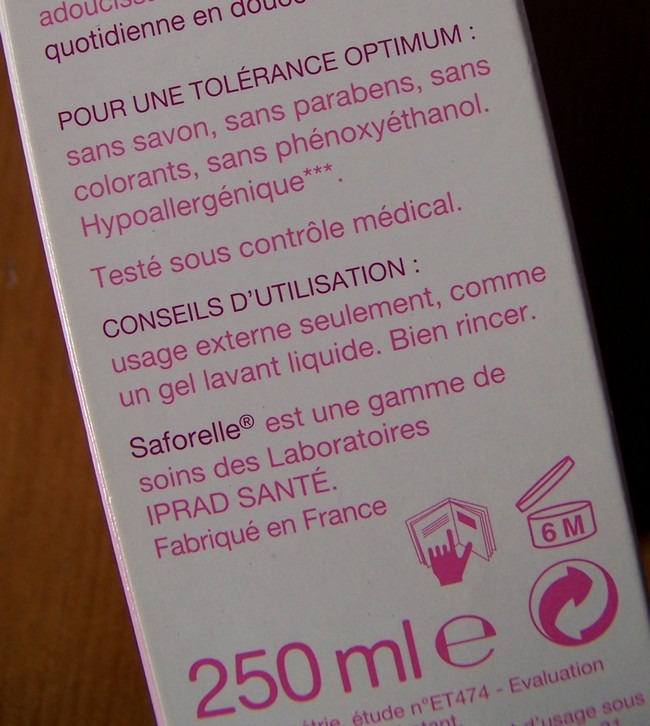 quotidienne en
POUR UNE TOLÉRANCE OPTIMUM :
sans savon, sans parabens, sans
colorants, sans phénoxyéthanol.
Hypoallergénique***.
Testé sous contrôle médical.
CONSEILS D'UTILISATION :
usage externe seulement, comme
un gel lavant liquide. Bien rincer.
Saforelle® est une gamme de
soins des Laboratoires
IPRAD SANTÉ.
Fabriqué en France
6 M
250 ml e
étude n°ET474 - Evaluation
d'usage sous